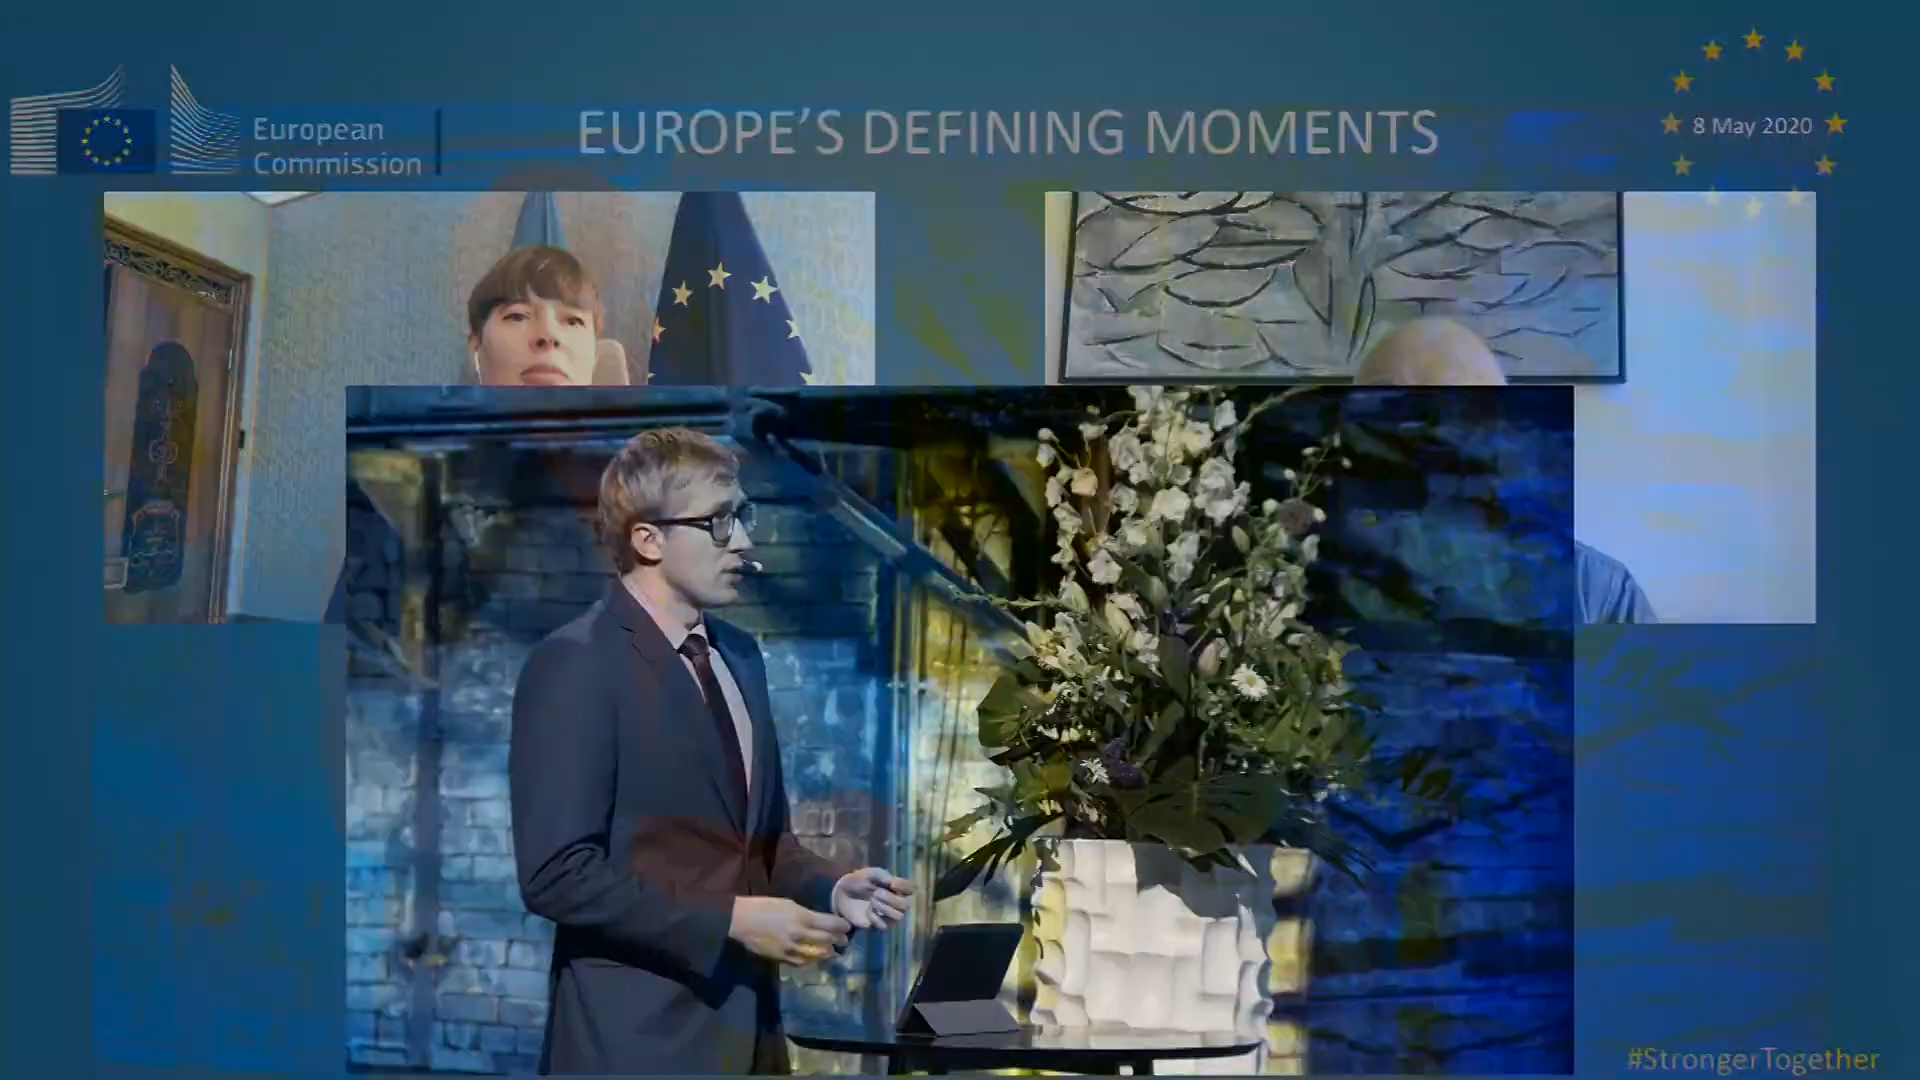 European
Commission
EUROPE'S DEFINING MOMENTS
8 May 2020
#StrongerTogether